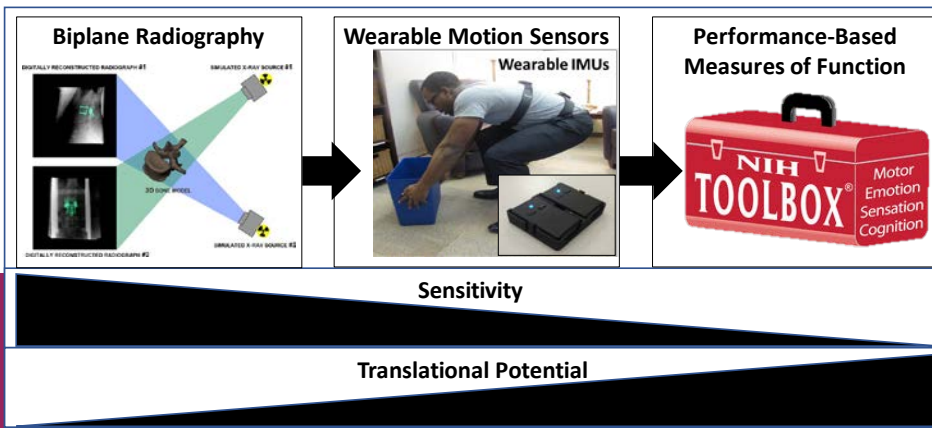 Biplane Radiography
DIGITALLY RECONSTRUCTED RADIOGRAPH #1
SIMULATED X-RAY SOURCE #1
3D BONE MODEL
SIMULATED X-RAY SOURCE #2
DIGITALLY RECONSTRUCTED RADIOGRAPH #2
Wearable Motion Sensors
Wearable IMUs
Performance-Based
Measures of Function
NIH
TOOLBOX®
Motor
Emotion
Sensation
Cognition
Sensitivity
Translational Potential